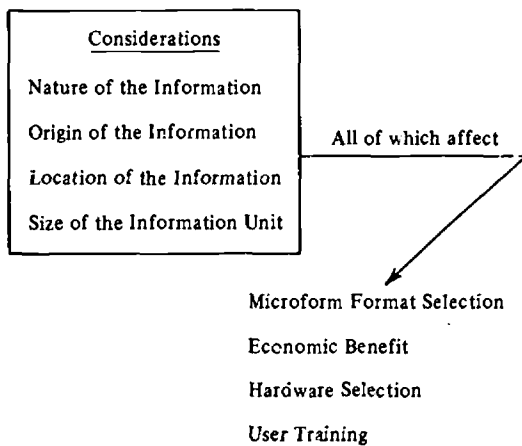 Considerations
Nature of the Information
Origin of the Information
Location of the Information
Size of the Information Unit
All of which affect
Microform Format Selection
Economic Benefit
Hardware Selection
User Training